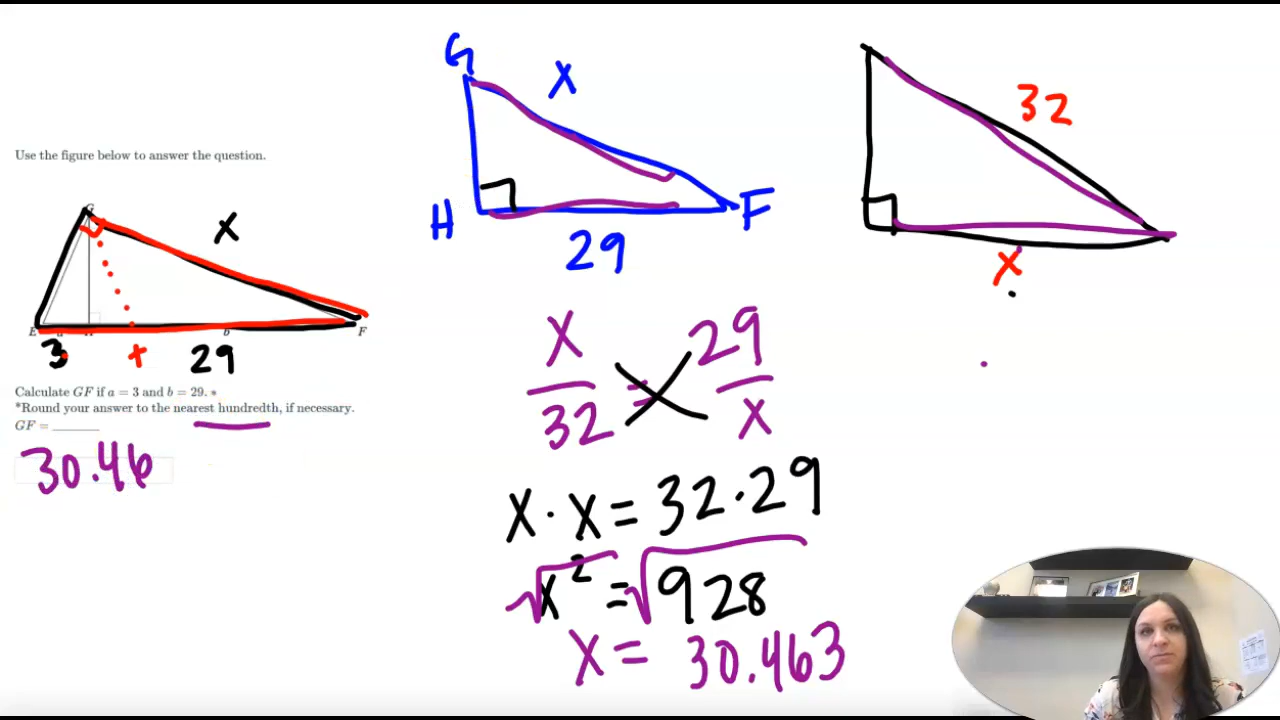 Use the figure below to answer the question.
G
x
E
H
b
F
3 + 29
Calculate GF if a = 3 and b = 29. *
*Round your answer to the nearest hundredth, if necessary.
GF = ______
30.46
G
x
H
F
29
32
x
x/32 = 29/x
x · x = 32 · 29
√x² = √928
x = 30.463